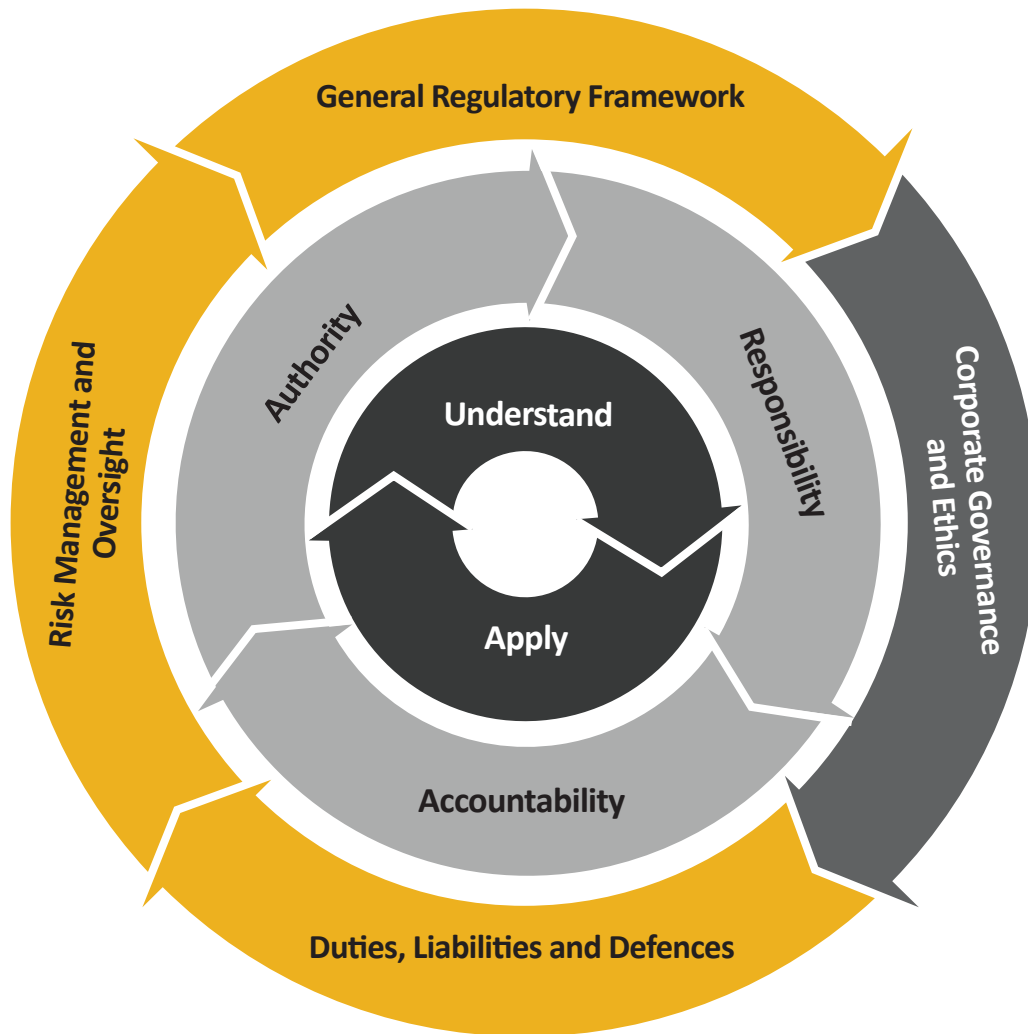 General Regulatory Framework
Authority
Responsibility
Understand
Risk Management and
Oversight
Corporate Governance
and Ethics
Apply
Accountability
Duties, Liabilities and Defences